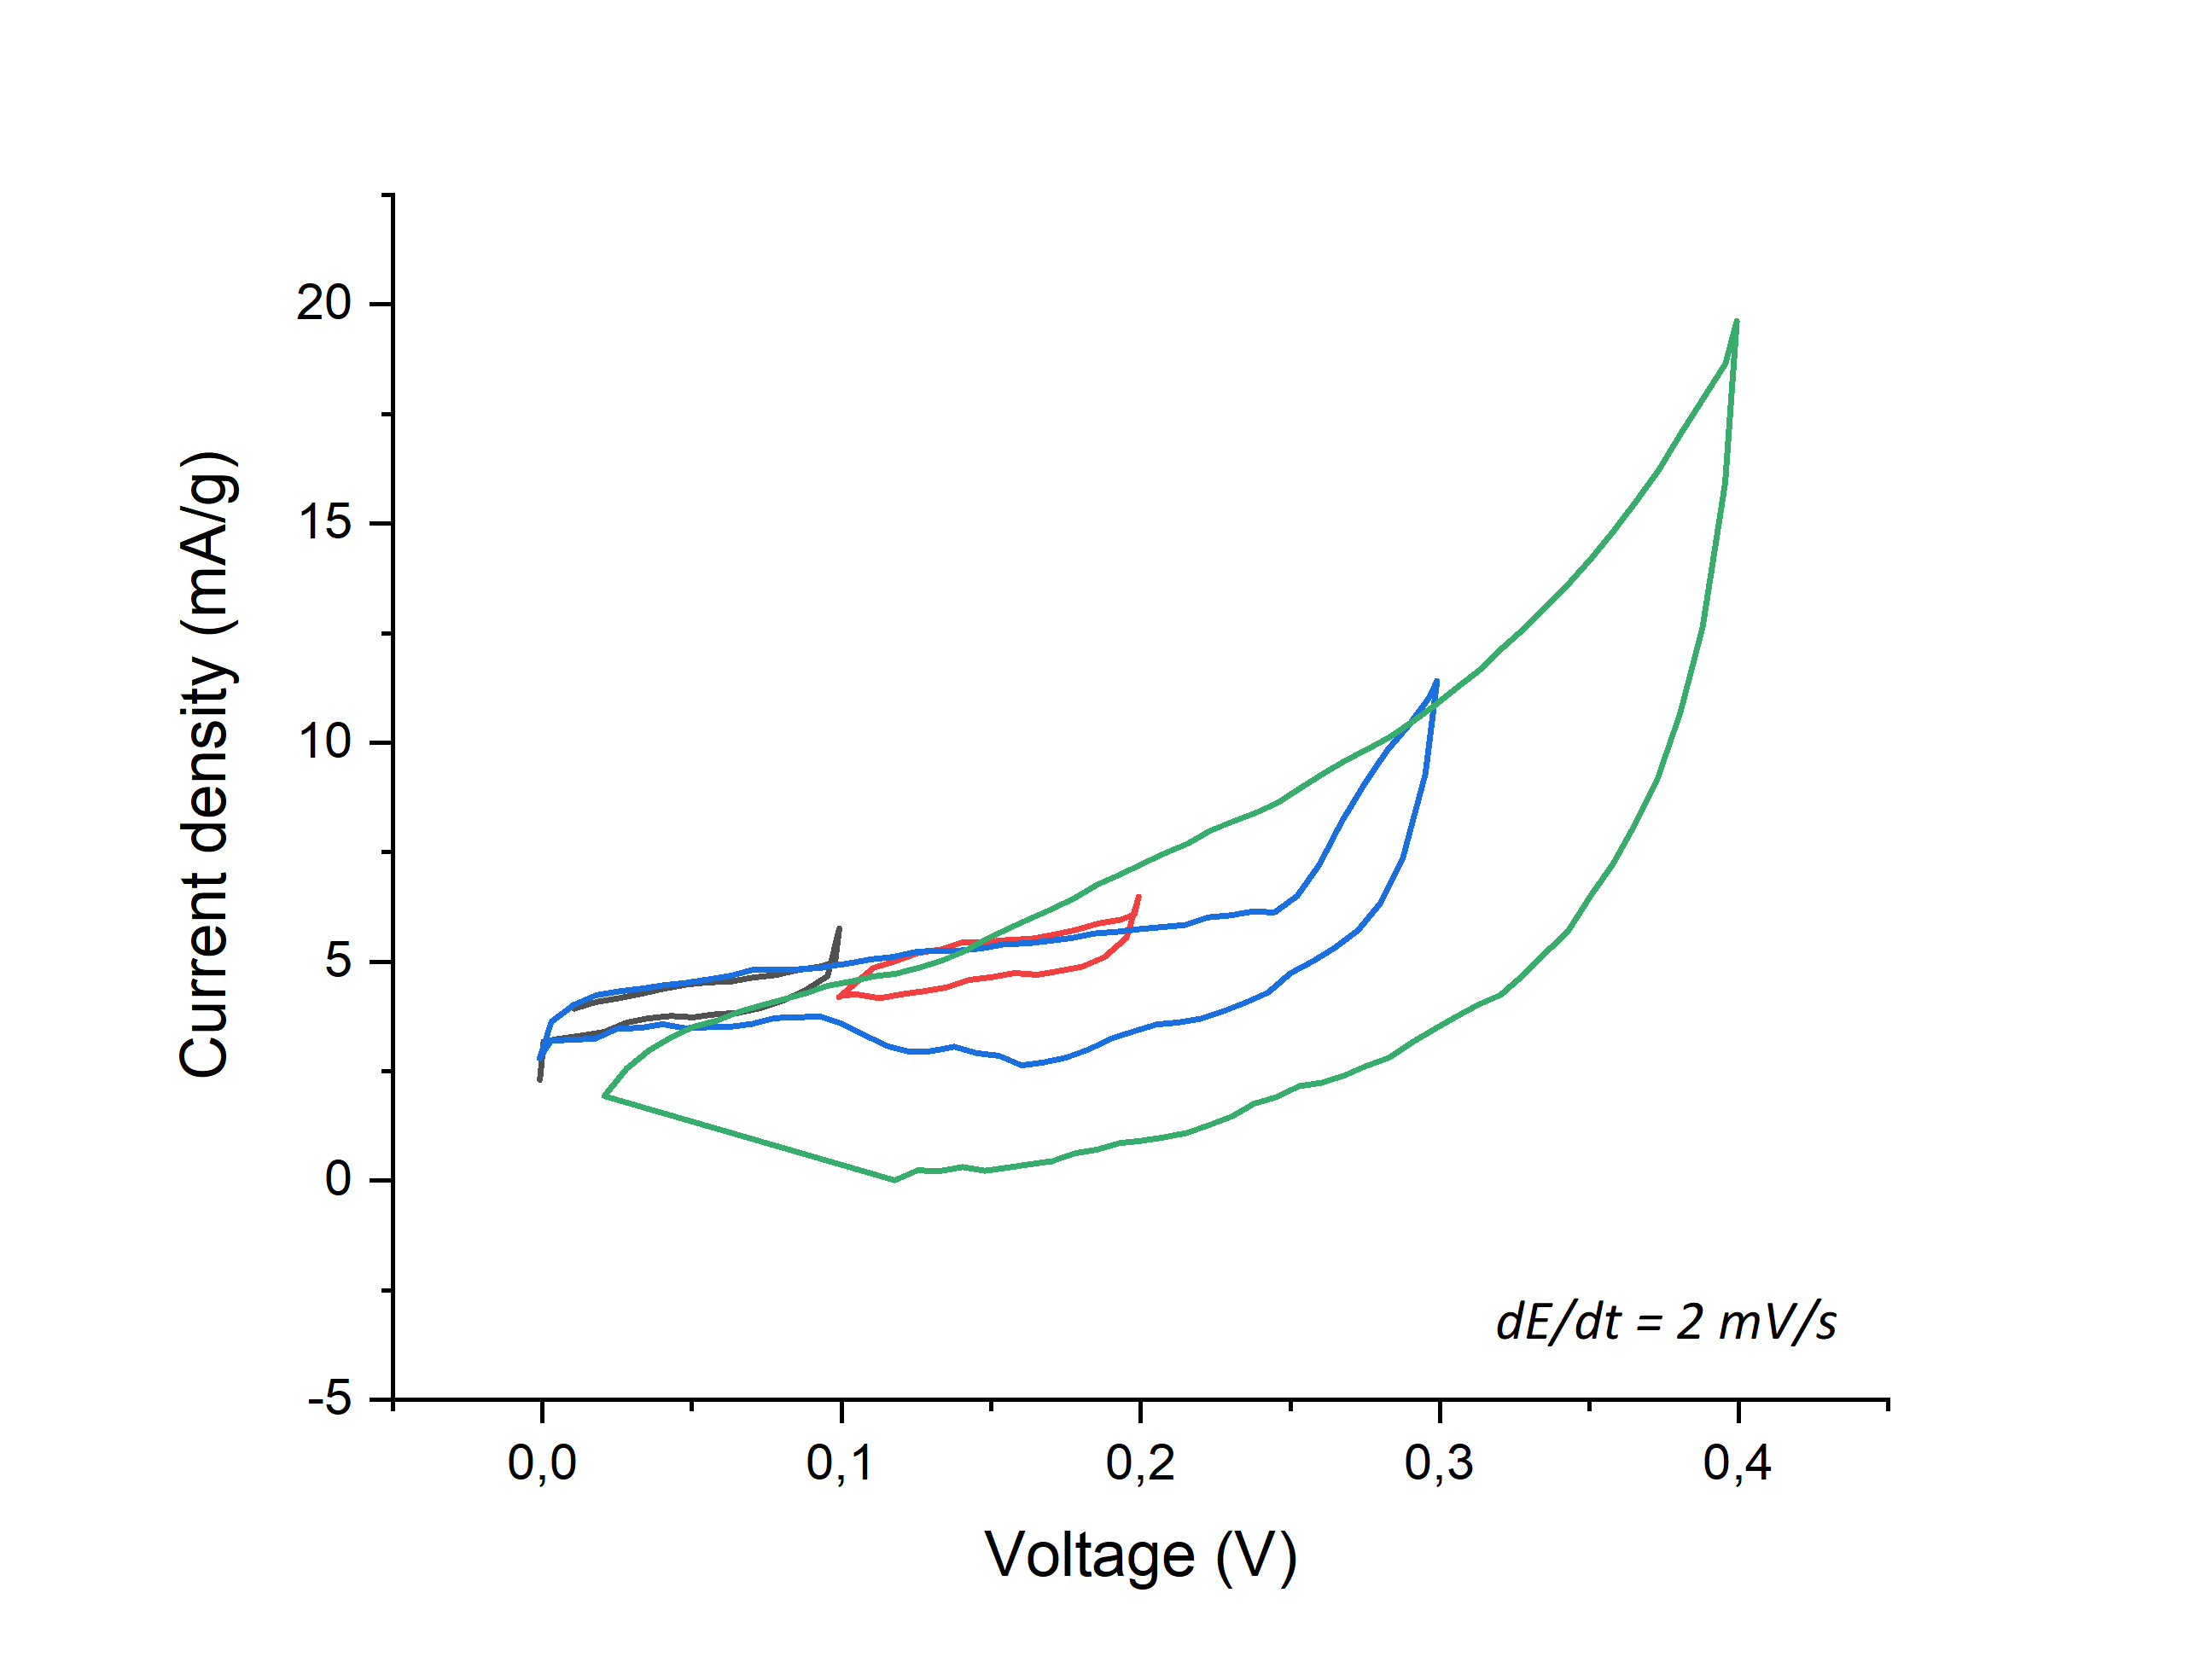 Current density (mA/g)
20
15
10
5
0
-5
0,0 0,1 0,2 0,3 0,4
dE/dt = 2 mV/s
Voltage (V)